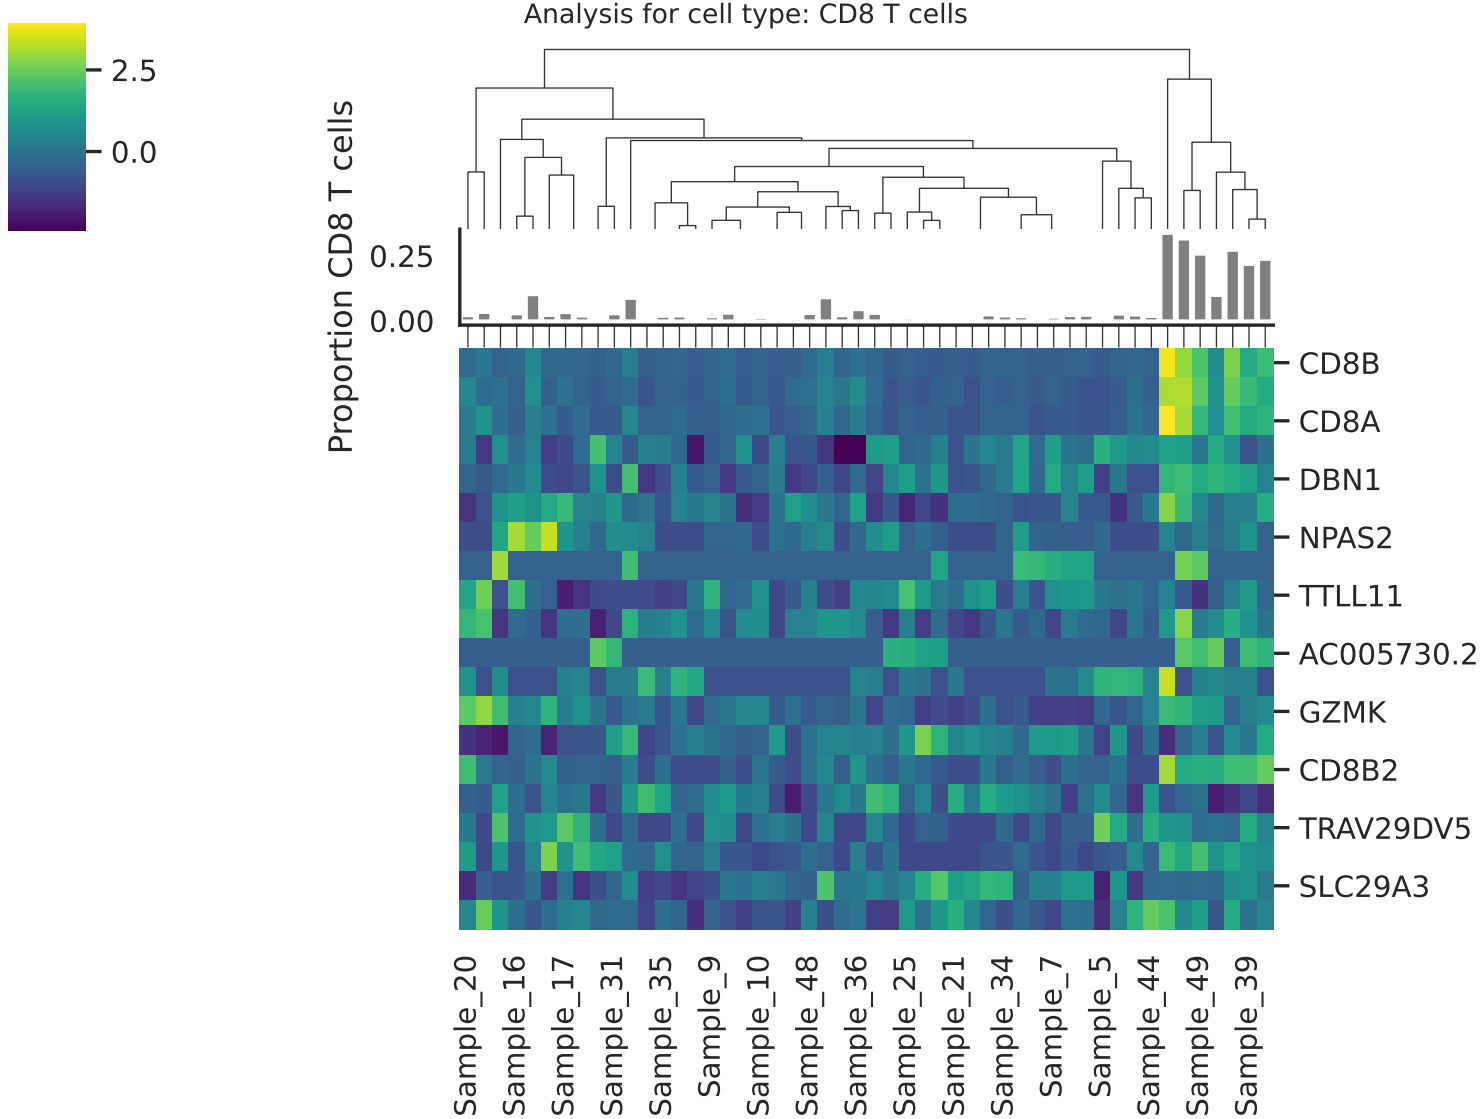 Analysis for cell type: CD8 T cells
2.5
0.0
Proportion CD8 T cells
0.25
0.00
CD8B
CD8A
DBN1
NPAS2
TTLL11
AC005730.2
GZMK
CD8B2
TRAV29DV5
SLC29A3
Sample_20
Sample_16
Sample_17
Sample_31
Sample_35
Sample_9
Sample_10
Sample_48
Sample_36
Sample_25
Sample_21
Sample_34
Sample_7
Sample_5
Sample_44
Sample_49
Sample_39